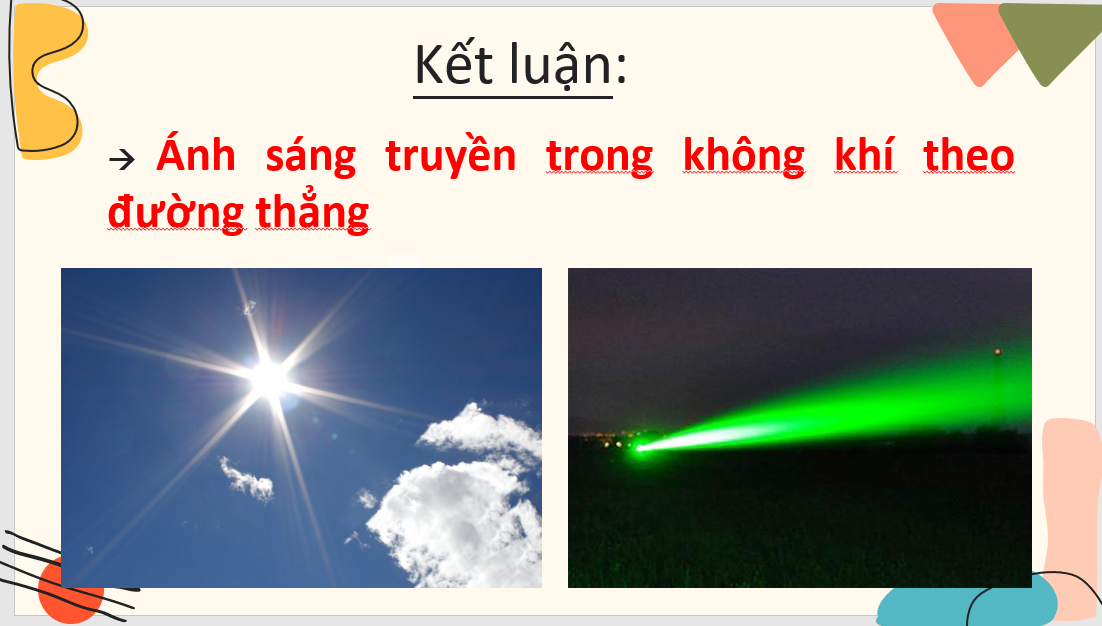 Kết luận:
→ Ánh sáng truyền trong không khí theo
đường thẳng